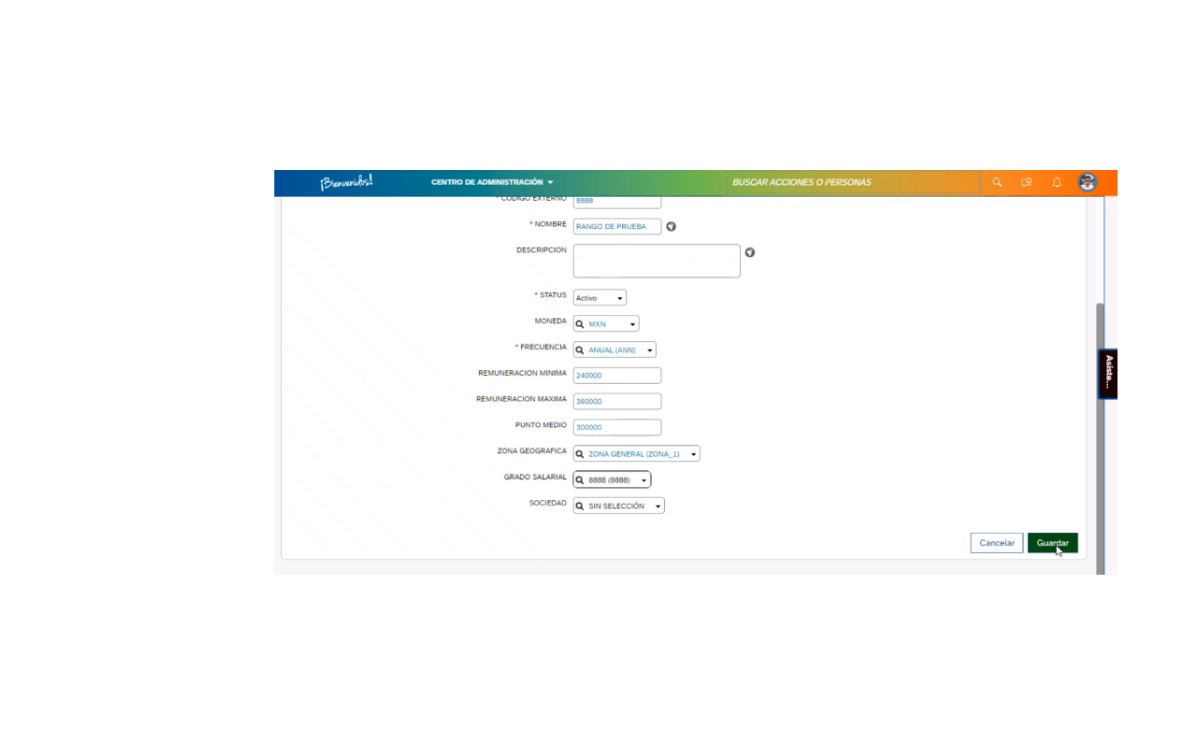 ¡Bienvenidos!
CENTRO DE ADMINISTRACIÓN
BUSCAR ACCIONES O PERSONAS
* CÓDIGO EXTERNO 8888
* NOMBRE RANGO DE PRUEBA
DESCRIPCION
* STATUS Activo
MONEDA MXN
* FRECUENCIA ANUAL (ANN)
REMUNERACION MINIMA 240000
REMUNERACION MAXIMA 360000
PUNTO MEDIO 300000
ZONA GEOGRAFICA ZONA GENERAL (ZONA_1)
GRADO SALARIAL 8888 (8888)
SOCIEDAD SIN SELECCIÓN
Cancelar Guardar
Asiste...